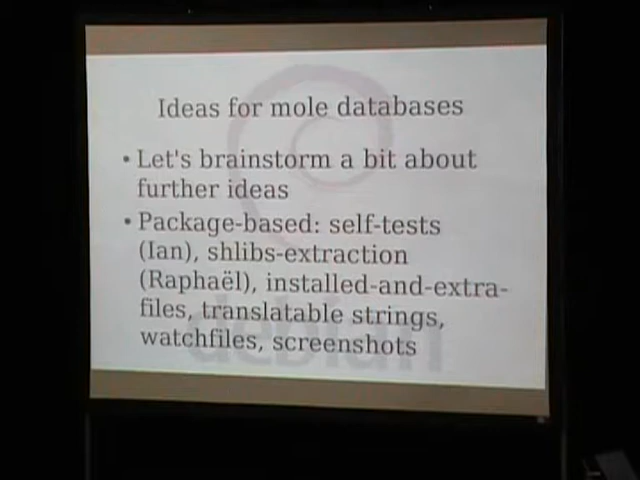 Ideas for mole databases
• Let's brainstorm a bit about
further ideas
• Package-based: self-tests
(Ian), shlibs-extraction
(Raphaël), installed-and-extra-
files, translatable strings,
watchfiles, screenshots
debian